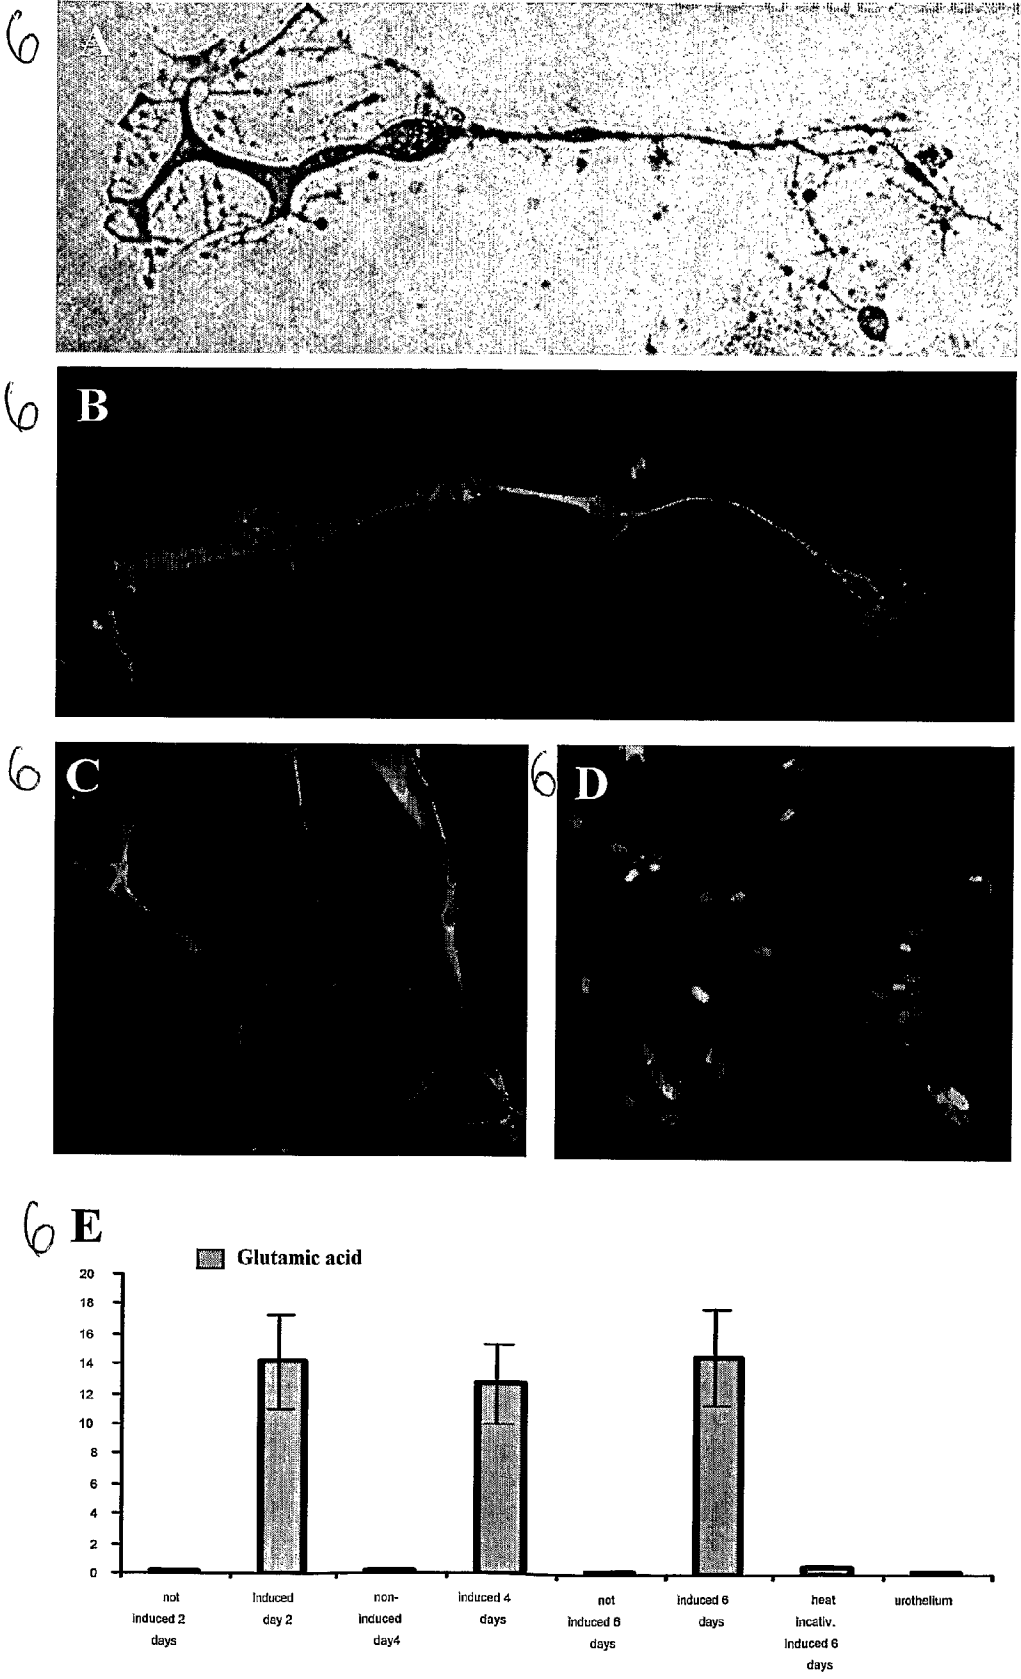 6 A
6 B
6 C
6 D
6 E
Glutamic acid
20
18
16
14
12
10
8
6
4
2
0
not induced 2 days
Induced day 2
non-induced day4
induced 4 days
not induced 6 days
induced 6 days
heat incativ. induced 6 days
urothelium